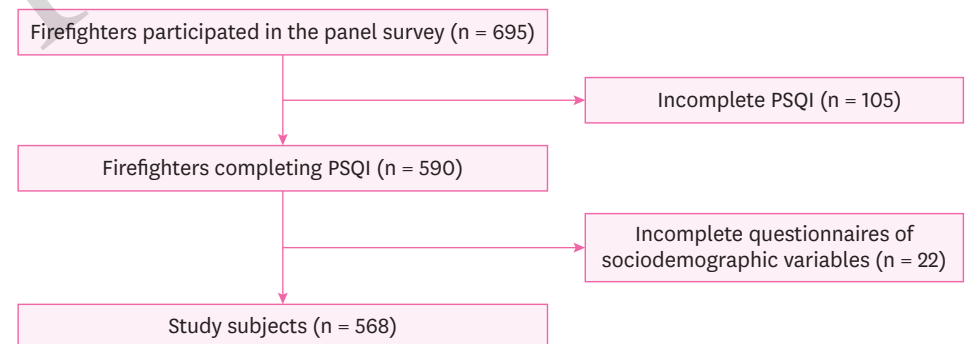 Firefighters participated in the panel survey (n = 695)
Incomplete PSQI (n = 105)
Firefighters completing PSQI (n = 590)
Incomplete questionnaires of
sociodemographic variables (n = 22)
Study subjects (n = 568)